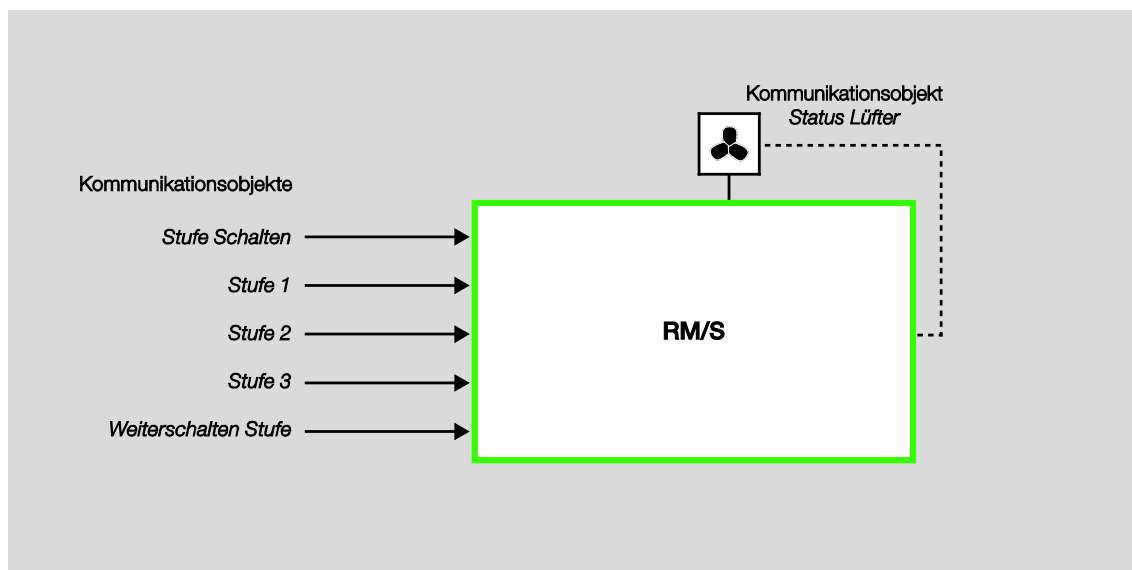 Kommunikationsobjekt
Status Lüfter
Kommunikationsobjekte
Stufe Schalten
Stufe 1
Stufe 2
Stufe 3
Weiterschalten Stufe
RM/S